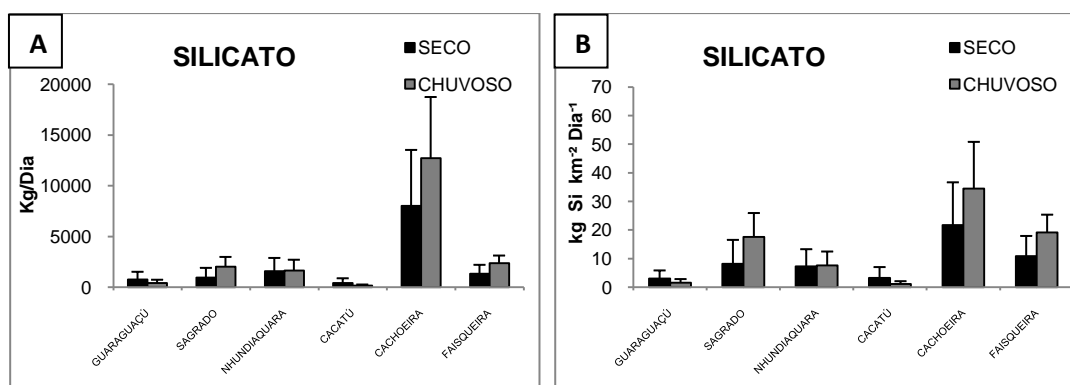 A
SILICATO
SECO
CHUVOSO
Kg/Dia
20000
15000
10000
5000
0
GUARAGUAÇÚ
SAGRADO
NHUNDIAQUARA
CACATÚ
CACHOEIRA
FAISQUEIRA
B
SILICATO
SECO
CHUVOSO
kg Si km⁻² Dia⁻¹
70
60
50
40
30
20
10
0
GUARAGUAÇÚ
SAGRADO
NHUNDIAQUARA
CACATÚ
CACHOEIRA
FAISQUEIRA